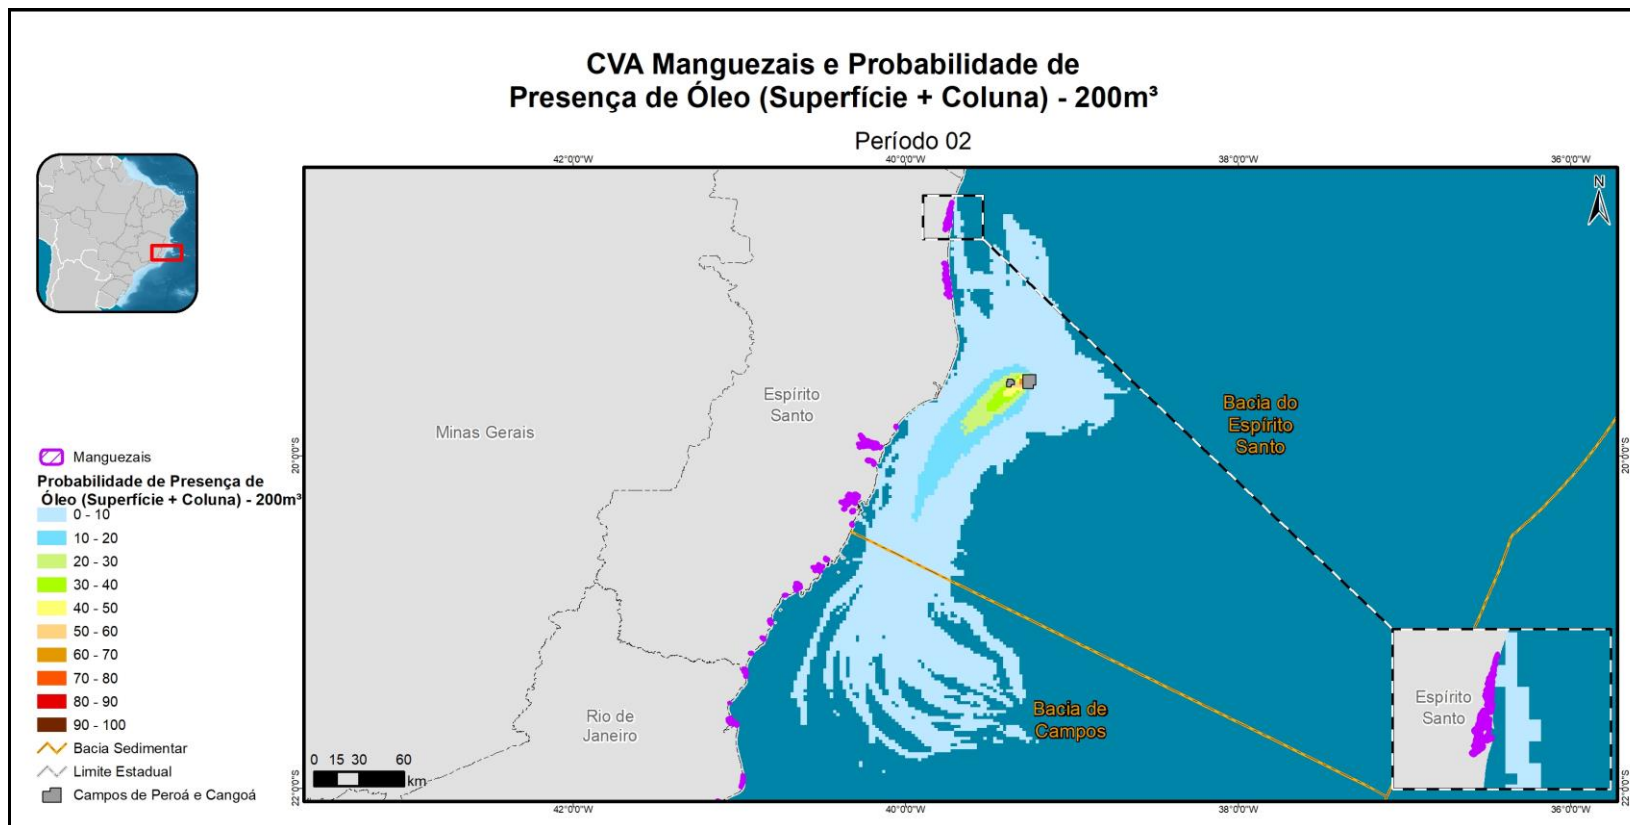 CVA Manguezais e Probabilidade de
Presença de Óleo (Superfície + Coluna) - 200m³
Período 02
42°0'0"W
40°0'0"W
38°0'0"W
36°0'0"W
N
Minas Gerais
Espírito
Santo
Bacia do
Espírito
Santo
20°0'0"S
20°0'0"S
Manguezais
Probabilidade de Presença de
Óleo (Superfície + Coluna) - 200m³
0 - 10
10 - 20
20 - 30
30 - 40
40 - 50
50 - 60
60 - 70
70 - 80
80 - 90
90 - 100
Bacia Sedimentar
Limite Estadual
Campos de Peroá e Cangoá
Rio de
Janeiro
Bacia de
Campos
Espírito
Santo
0 15 30 60
km
22°0'0"S
22°0'0"S
42°0'0"W
40°0'0"W
38°0'0"W
36°0'0"W